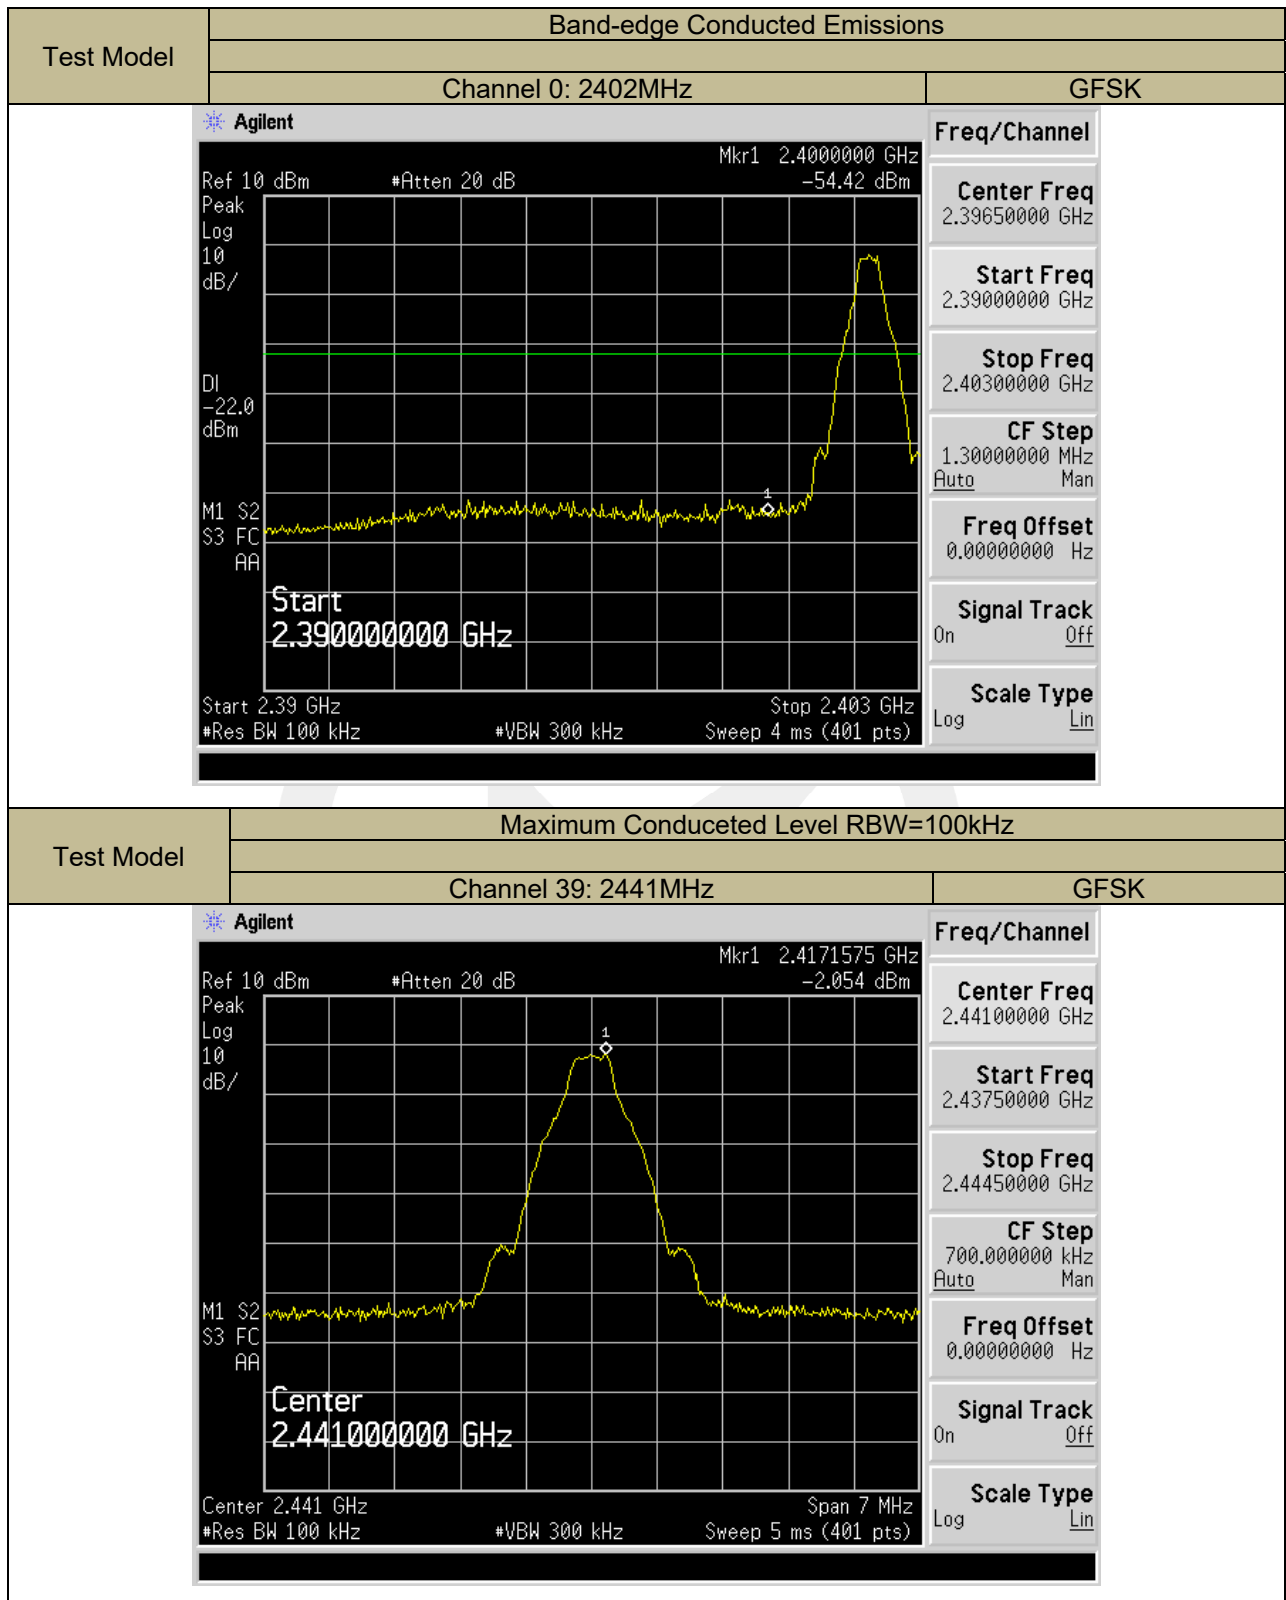 Test Model
Band-edge Conducted Emissions
Channel 0: 2402MHz
GFSK
Agilent
Freq/Channel
Mkr1 2.4000000 GHz
Ref 10 dBm #Atten 20 dB -54.42 dBm
Peak
Log
10
dB/
DI
-22.0
dBm
M1 S2
S3 FC
AA
1
Start
2.390000000 GHz
Start 2.39 GHz Stop 2.403 GHz
#Res BW 100 kHz #VBW 300 kHz Sweep 4 ms (401 pts)
Center Freq
2.39650000 GHz
Start Freq
2.39000000 GHz
Stop Freq
2.40300000 GHz
CF Step
1.30000000 MHz
Auto Man
Freq Offset
0.00000000 Hz
Signal Track
On Off
Scale Type
Log Lin
Test Model
Maximum Conduceted Level RBW=100kHz
Channel 39: 2441MHz
GFSK
Agilent
Freq/Channel
Mkr1 2.4171575 GHz
Ref 10 dBm #Atten 20 dB -2.054 dBm
Peak
Log
10
dB/
M1 S2
S3 FC
AA
1
Center
2.441000000 GHz
Center 2.441 GHz Span 7 MHz
#Res BW 100 kHz #VBW 300 kHz Sweep 5 ms (401 pts)
Center Freq
2.44100000 GHz
Start Freq
2.43750000 GHz
Stop Freq
2.44450000 GHz
CF Step
700.000000 kHz
Auto Man
Freq Offset
0.00000000 Hz
Signal Track
On Off
Scale Type
Log Lin